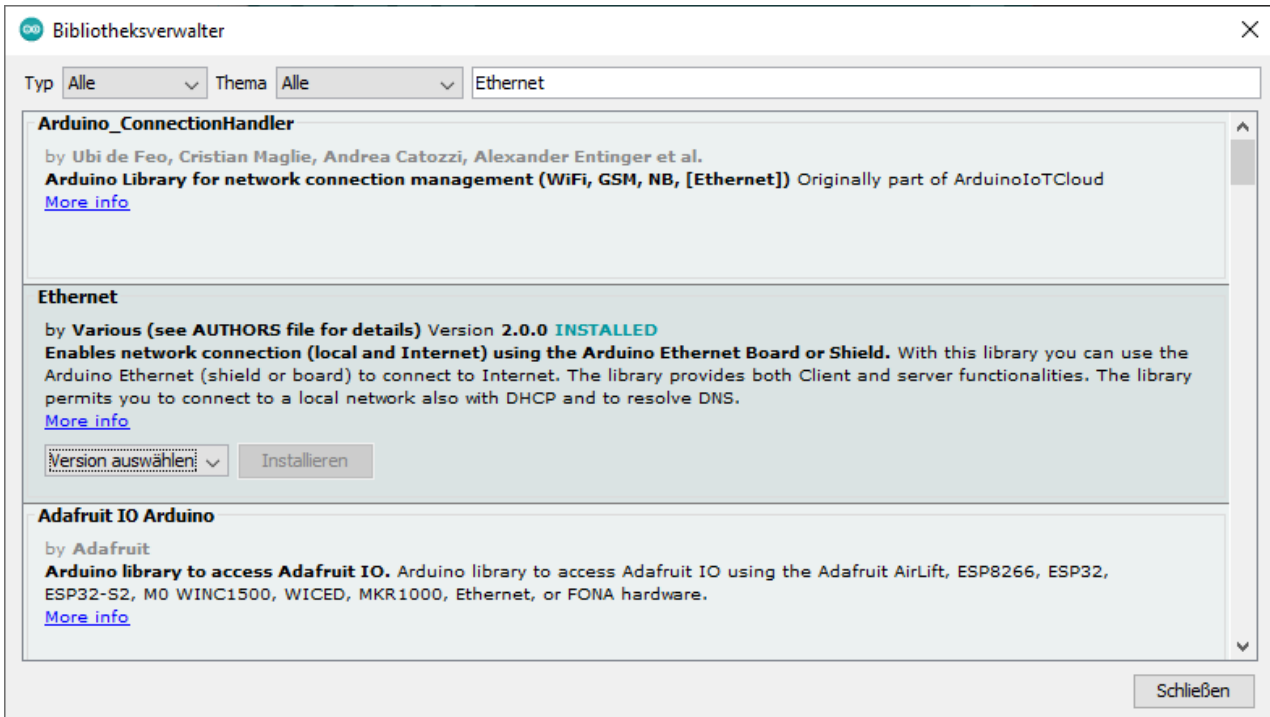 Bibliotheksverwalter
Typ Alle Thema Alle Ethernet
Arduino_ConnectionHandler
by Ubi de Feo, Cristian Maglie, Andrea Catozzi, Alexander Entinger et al.
Arduino Library for network connection management (WiFi, GSM, NB, [Ethernet]) Originally part of ArduinoIoTCloud
More info
Ethernet
by Various (see AUTHORS file for details) Version 2.0.0 INSTALLED
Enables network connection (local and Internet) using the Arduino Ethernet Board or Shield. With this library you can use the
Arduino Ethernet (shield or board) to connect to Internet. The library provides both Client and server functionalities. The library
permits you to connect to a local network also with DHCP and to resolve DNS.
More info
Version auswählen Installieren
Adafruit IO Arduino
by Adafruit
Arduino library to access Adafruit IO. Arduino library to access Adafruit IO using the Adafruit AirLift, ESP8266, ESP32,
ESP32-S2, M0 WINC1500, WICED, MKR1000, Ethernet, or FONA hardware.
More info
Schließen